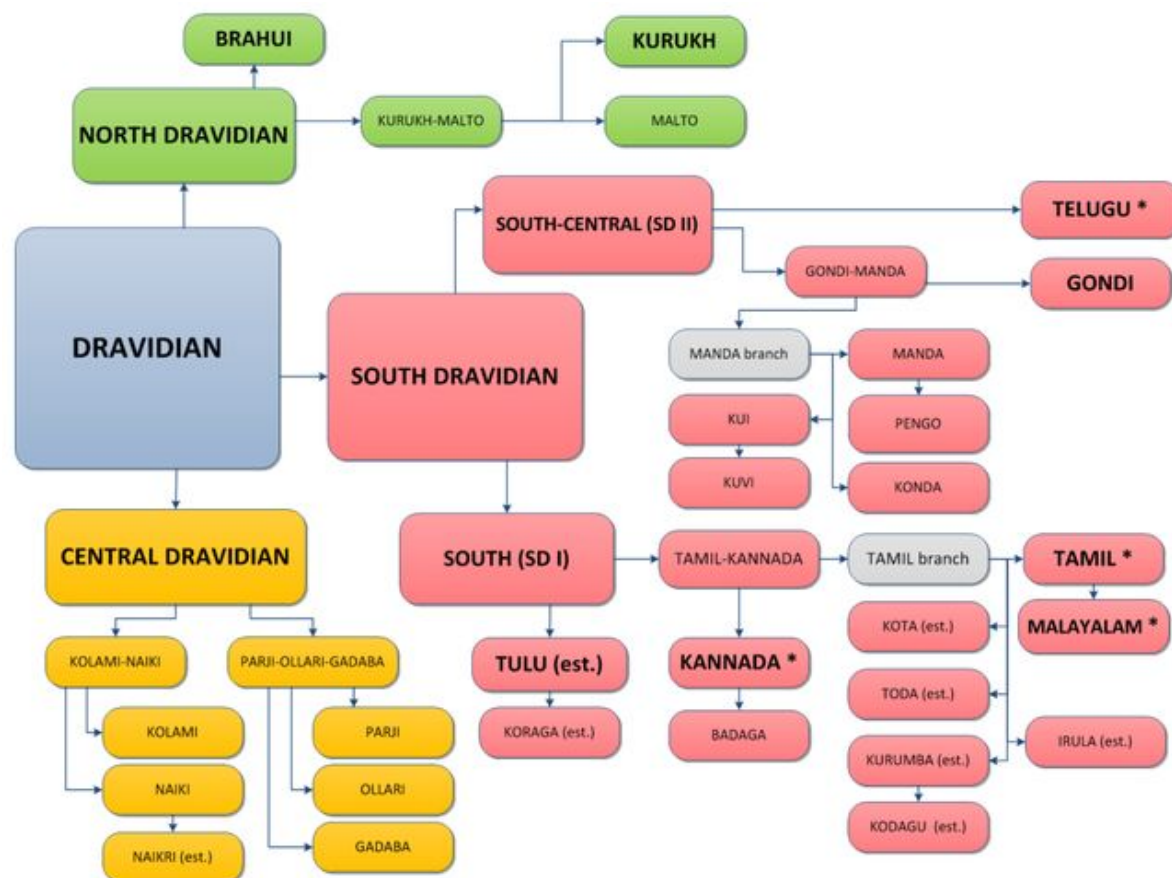 BRAHUI
KURUKH
NORTH DRAVIDIAN
KURUKH-MALTO
MALTO
SOUTH-CENTRAL (SD II)
TELUGU *
GONDI-MANDA
GONDI
DRAVIDIAN
SOUTH DRAVIDIAN
MANDA branch
MANDA
KUI
PENGO
KUVI
KONDA
CENTRAL DRAVIDIAN
SOUTH (SD I)
TAMIL-KANNADA
TAMIL branch
TAMIL *
KOTA (est.)
MALAYALAM *
KOLAMI-NAIKI
PARJI-OLLARI-GADABA
TULU (est.)
KANNADA *
TODA (est.)
KOLAMI
PARJI
KORAGA (est.)
BADAGA
IRULA (est.)
KURUMBA (est.)
NAIKI
OLLARI
KODAGU (est.)
NAIKRI (est.)
GADABA